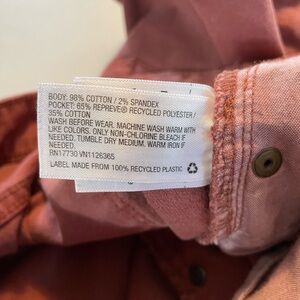 BODY: 98% COTTON / 2% SPANDEX
POCKET: 65% REPREVE® RECYCLED POLYESTER /
35% COTTON
WASH BEFORE WEAR. MACHINE WASH WARM WITH
LIKE COLORS. ONLY NON-CHLORINE BLEACH IF
NEEDED. TUMBLE DRY MEDIUM. WARM IRON IF
NEEDED.
RN17730 VN1126365
LABEL MADE FROM 100% RECYCLED PLASTIC